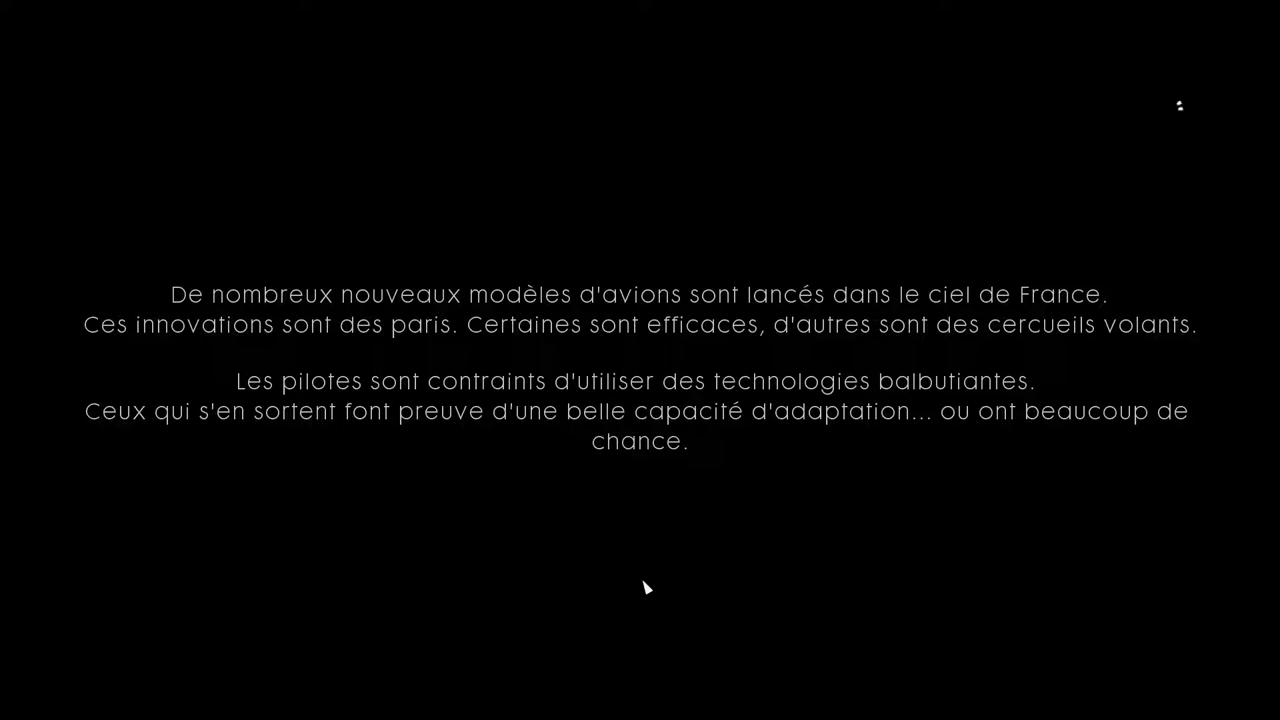 De nombreux nouveaux modèles d'avions sont lancés dans le ciel de France.
Ces innovations sont des paris. Certaines sont efficaces, d'autres sont des cercueils volants.
Les pilotes sont contraints d'utiliser des technologies balbutiantes.
Ceux qui s'en sortent font preuve d'une belle capacité d'adaptation... ou ont beaucoup de
chance.